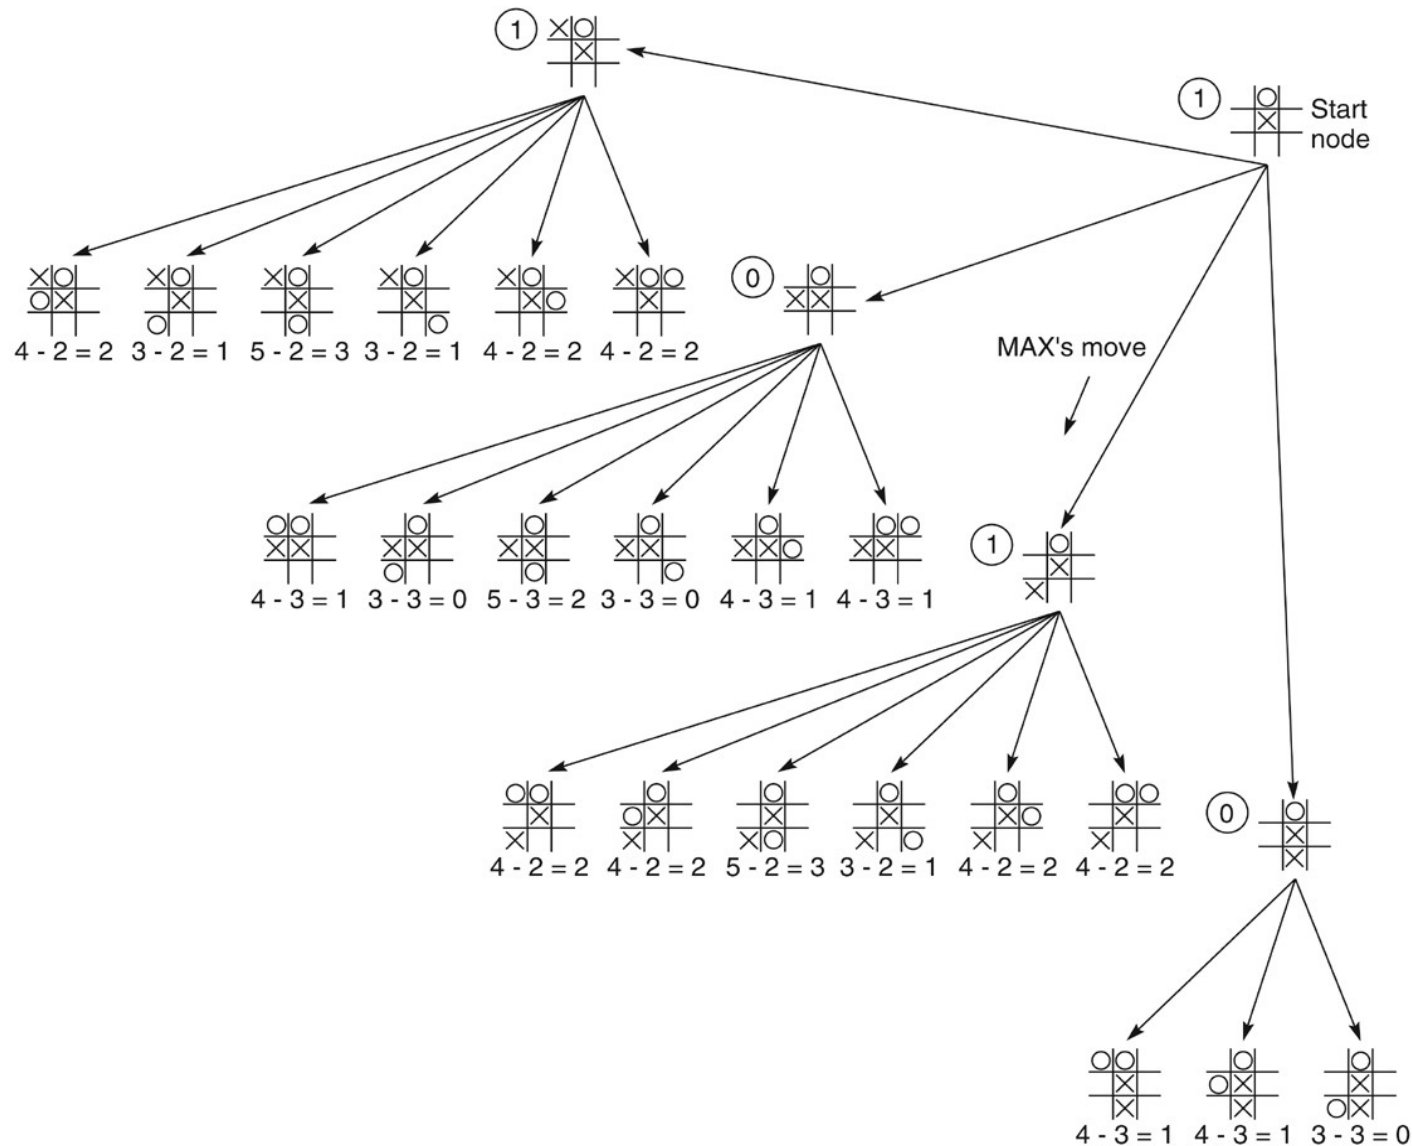 1
1
Start
node
0
4 - 2 = 2 3 - 2 = 1 5 - 2 = 3 3 - 2 = 1 4 - 2 = 2 4 - 2 = 2
MAX's move
1
4 - 3 = 1 3 - 3 = 0 5 - 3 = 2 3 - 3 = 0 4 - 3 = 1 4 - 3 = 1
0
4 - 2 = 2 4 - 2 = 2 5 - 2 = 3 3 - 2 = 1 4 - 2 = 2 4 - 2 = 2
4 - 3 = 1 4 - 3 = 1 3 - 3 = 0